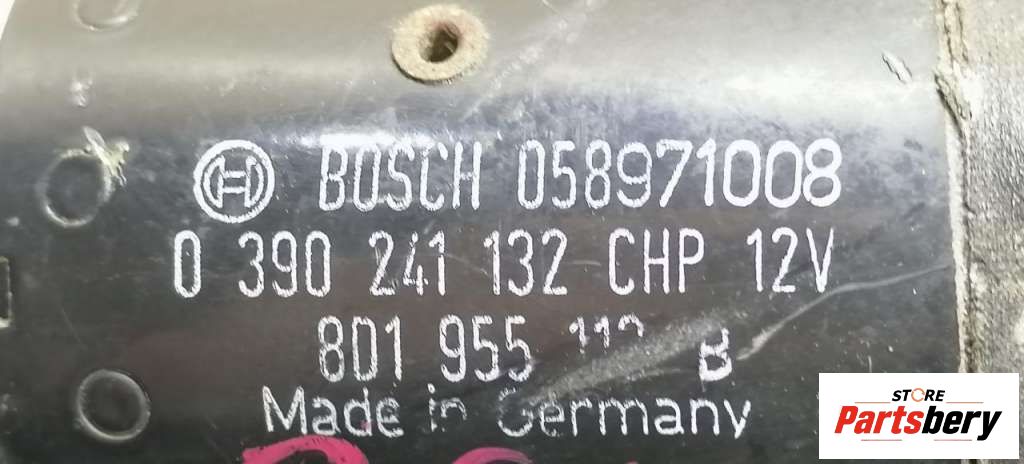 BOSCH 058971008
0 390 241 132 CHP 12V
8D1 955 B
Made in Germany
STORE
Partsbery